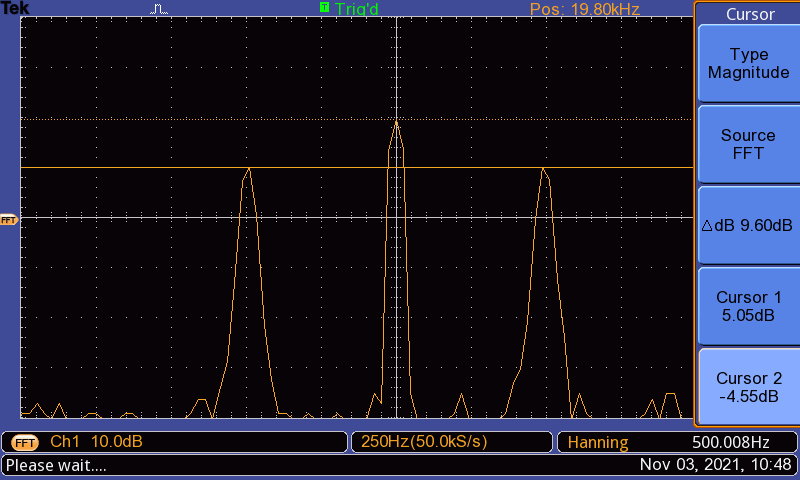 Tek T Trig'd Pos: 19.80kHz
Cursor
Type
Magnitude
Source
FFT
FFT
△dB 9.60dB
Cursor 1
5.05dB
Cursor 2
-4.55dB
FFT Ch1 10.0dB 250Hz(50.0kS/s) Hanning 500.008Hz
Please wait.... Nov 03, 2021, 10:48